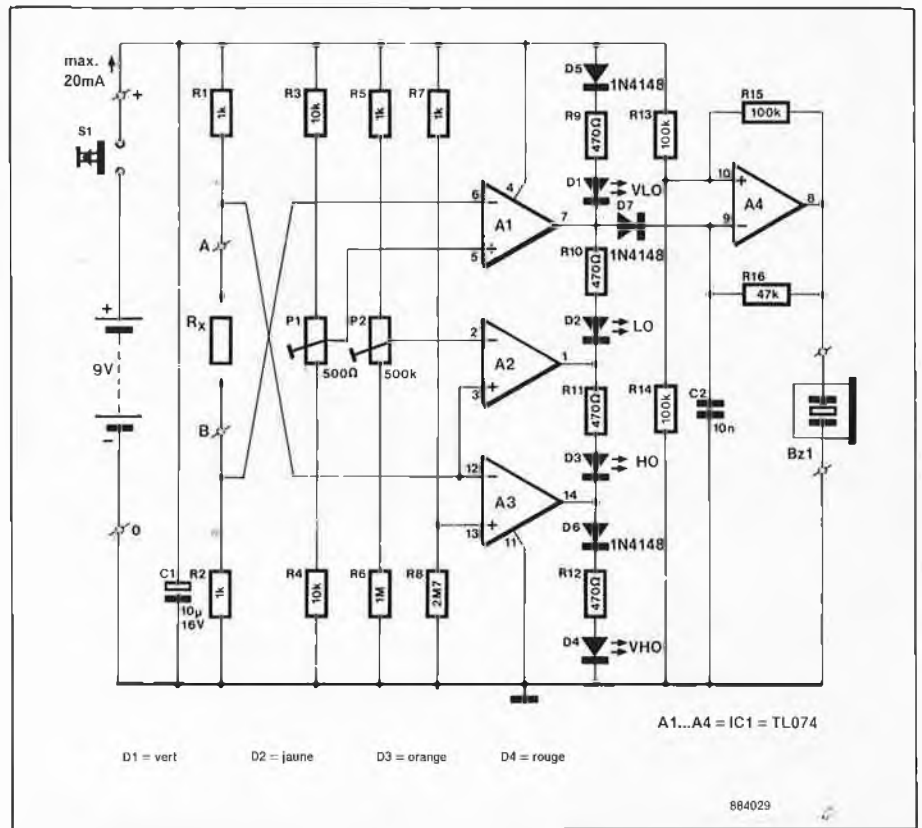 max.
20mA
+
S1
+
9V
-
0
C1
10µ
16V
R1
1k
A
Rx
B
R2
1k
R3
10k
P1
500Ω
R4
10k
R5
1k
P2
500k
R6
1M
R7
1k
R8
2M7
6
-
5
+
4
A1
7
2
-
3
+
A2
1
12
-
13
+
A3
14
11
D5
1N4148
R9
470Ω
D1
VLO
D7
1N4148
R10
470Ω
D2
LO
R11
470Ω
D3
HO
D6
1N4148
R12
470Ω
D4
VHO
R13
100k
R14
100k
C2
10n
R15
100k
10
+
9
-
A4
8
R16
47k
Bz1
A1...A4 = IC1 = TL074
D1 = vert D2 = jaune D3 = orange D4 = rouge
884029